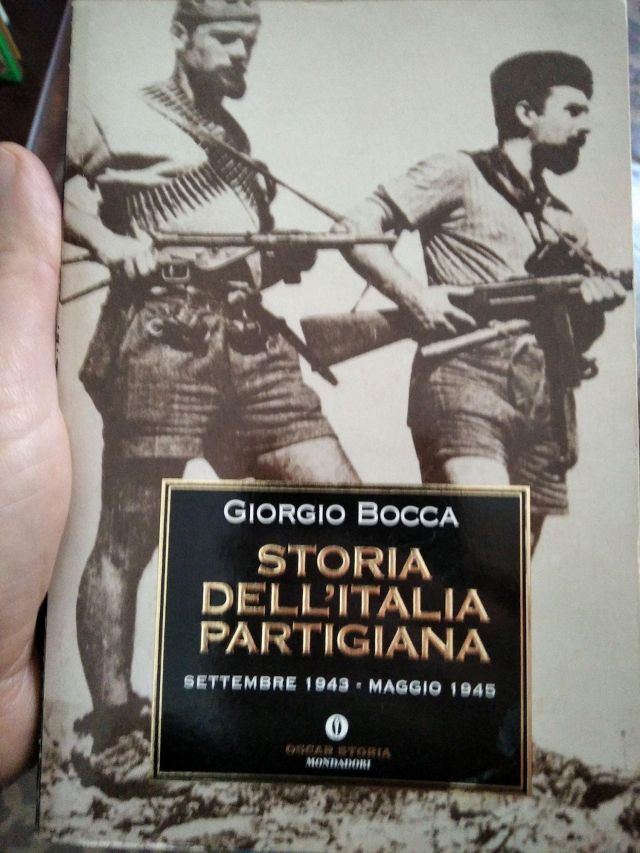 GIORGIO BOCCA
STORIA
DELL'ITALIA
PARTIGIANA
SETTEMBRE 1943 - MAGGIO 1945
OSCAR STORIA
MONDADORI